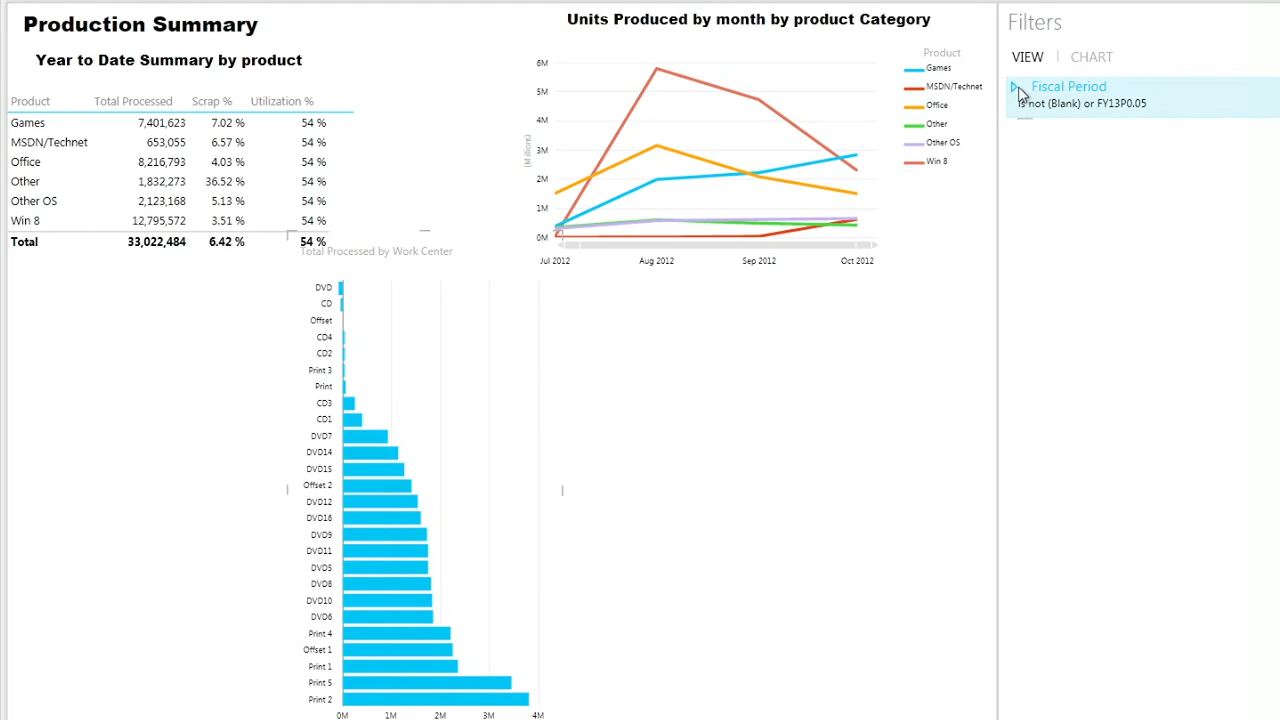 Production Summary
Year to Date Summary by product
Product Total Processed Scrap % Utilization %
Games 7,401,623 7.02 % 54 %
MSDN/Technet 653,055 6.57 % 54 %
Office 8,216,793 4.03 % 54 %
Other 1,832,273 36.52 % 54 %
Other OS 2,123,168 5.13 % 54 %
Win 8 12,795,572 3.51 % 54 %
Total 33,022,484 6.42 % 54 %
Units Produced by month by product Category
(Millions)
6M
5M
4M
3M
2M
1M
0M
Jul 2012 Aug 2012 Sep 2012 Oct 2012
Product
Games
MSDN/Technet
Office
Other
Other OS
Win 8
Total Processed by Work Center
DVD
CD
Offset
CD4
CD2
Print 3
Print
CD3
CD1
DVD7
DVD14
DVD15
Offset 2
DVD12
DVD16
DVD9
DVD11
DVD5
DVD8
DVD10
DVD6
Print 4
Offset 1
Print 1
Print 5
Print 2
0M 1M 2M 3M 4M
Filters
VIEW CHART
Fiscal Period
is not (Blank) or FY13P0.05